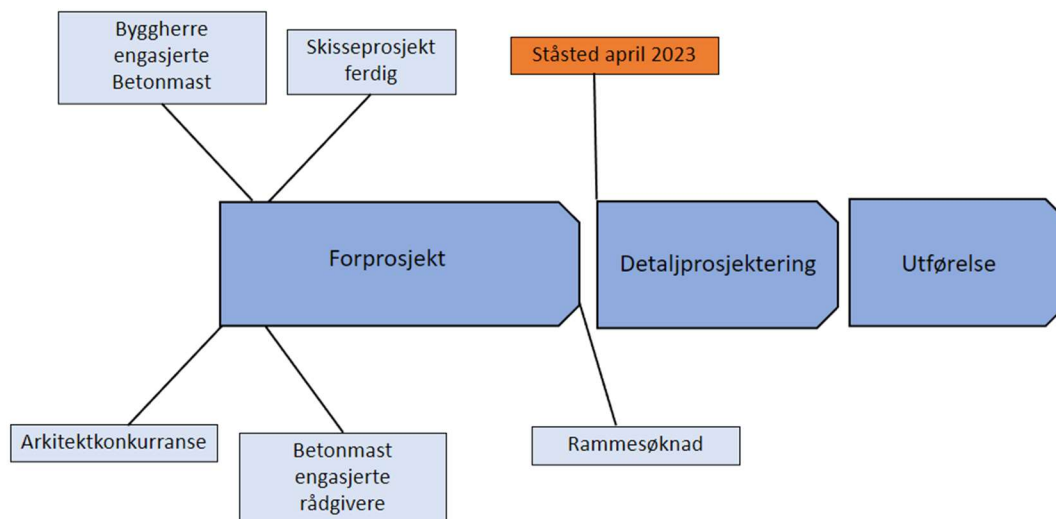 Byggherre
engasjerte
Betonmast
Skisseprosjekt
ferdig
Ståsted april 2023
Forprosjekt
Detaljprosjektering
Utførelse
Arkitektkonkurranse
Betonmast
engasjerte
rådgivere
Rammesøknad